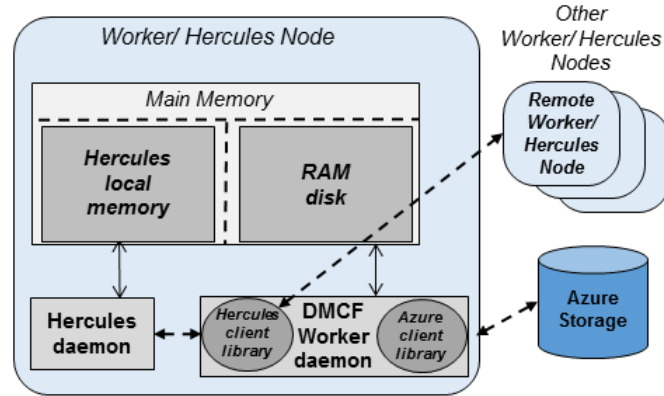 Worker/ Hercules Node
Main Memory
Hercules
local
memory
RAM
disk
Hercules
daemon
Hercules
client
library
DMCF
Worker
daemon
Azure
client
library
Other
Worker/ Hercules
Nodes
Remote
Worker/
Hercules
Node
Azure
Storage